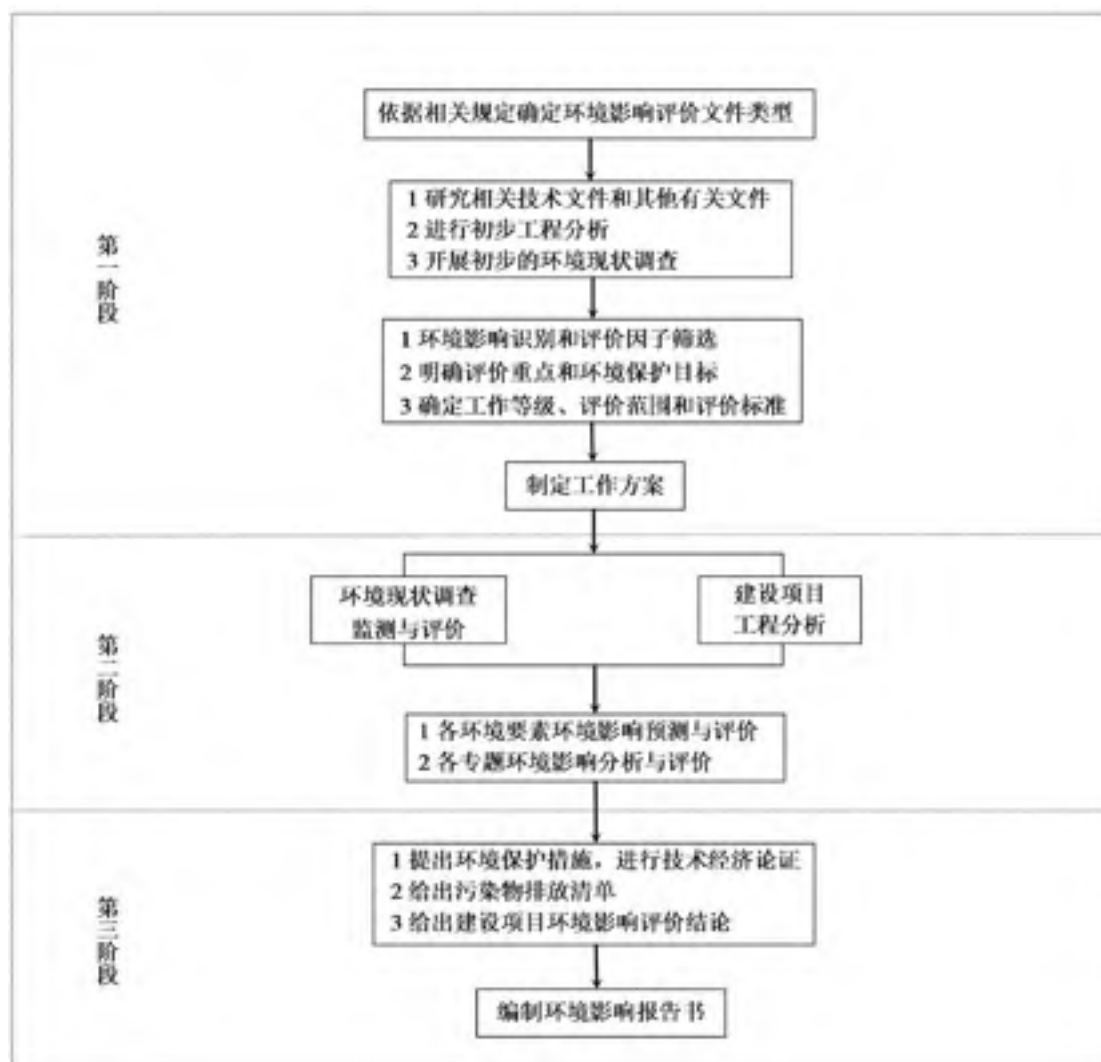 依据相关规定确定环境影响评价文件类型
第一阶段
1 研究相关技术文件和其他有关文件
2 进行初步工程分析
3 开展初步的环境现状调查
1 环境影响识别和评价因子筛选
2 明确评价重点和环境保护目标
3 确定工作等级、评价范围和评价标准
制定工作方案
第二阶段
环境现状调查
监测与评价
建设项目
工程分析
1 各环境要素环境影响预测与评价
2 各专题环境影响分析与评价
第三阶段
1 提出环境保护措施,进行技术经济论证
2 给出污染物排放清单
3 给出建设项目环境影响评价结论
编制环境影响报告书